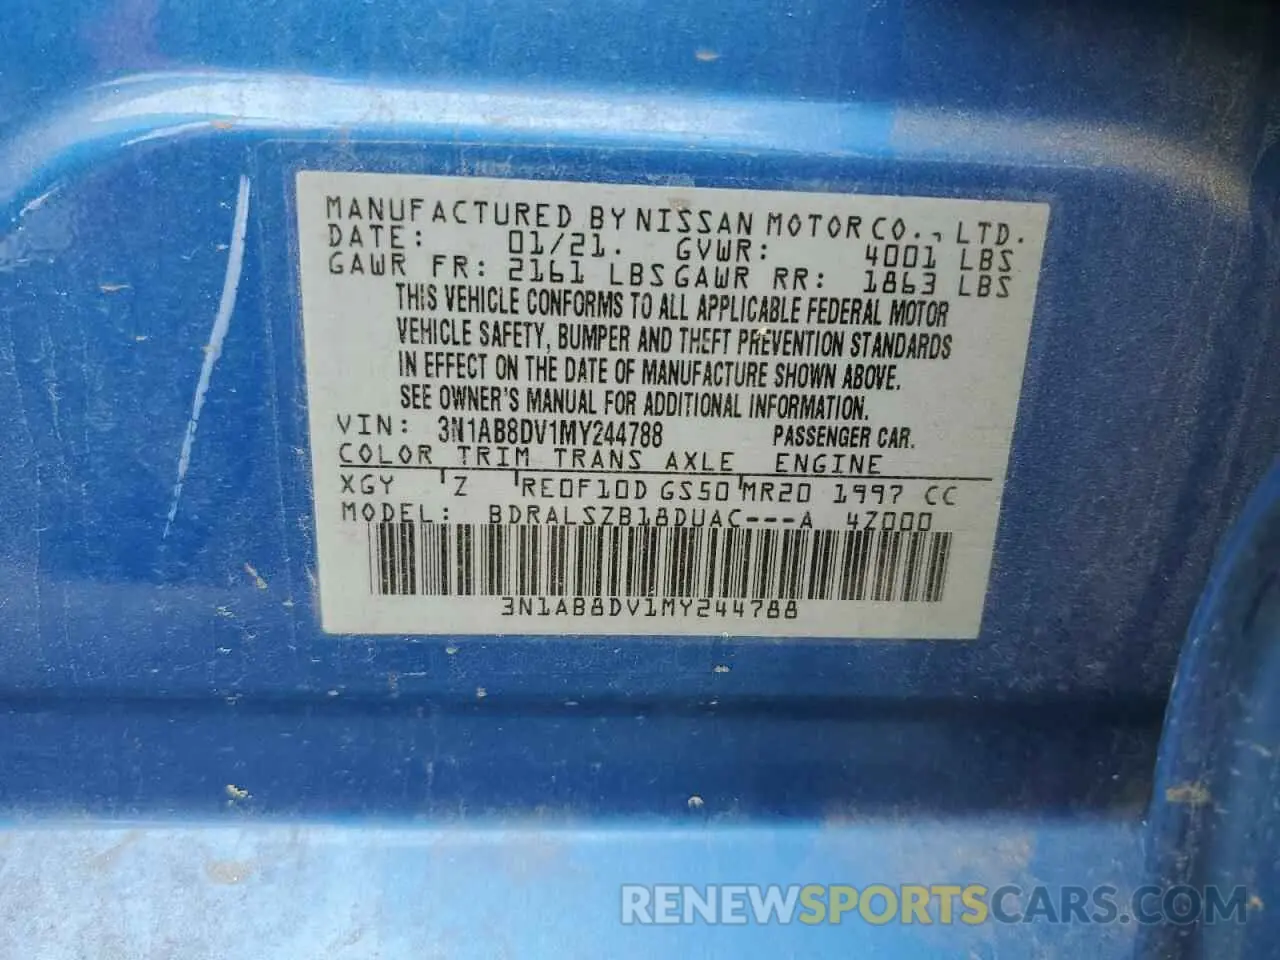 MANUFACTURED BY NISSAN MOTOR CO., LTD.
DATE: 01/21. GVWR: 4001 LBS
GAWR FR: 2161 LBS GAWR RR: 1863 LBS
THIS VEHICLE CONFORMS TO ALL APPLICABLE FEDERAL MOTOR
VEHICLE SAFETY, BUMPER AND THEFT PREVENTION STANDARDS
IN EFFECT ON THE DATE OF MANUFACTURE SHOWN ABOVE.
SEE OWNER'S MANUAL FOR ADDITIONAL INFORMATION.
VIN: 3N1AB8DV1MY244788 PASSENGER CAR.
COLOR TRIM TRANS AXLE ENGINE
XGY Z RE0F10D GS50 MR20 1997 CC
MODEL: BDRALSZB18DUAC---A 4Z000
3N1AB8DV1MY244788
RENEWSPORTSCARS.COM